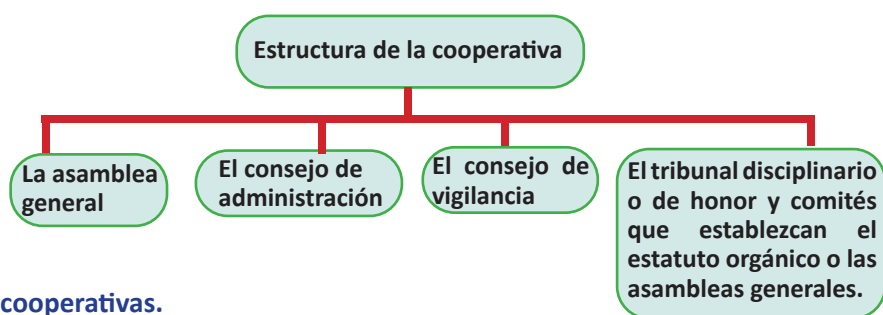 Estructura de la cooperativa
La asamblea
general
El consejo de
administración
El consejo de
vigilancia
El tribunal disciplinario
o de honor y comités
que establezcan el
estatuto orgánico o las
asambleas generales.
cooperativas.